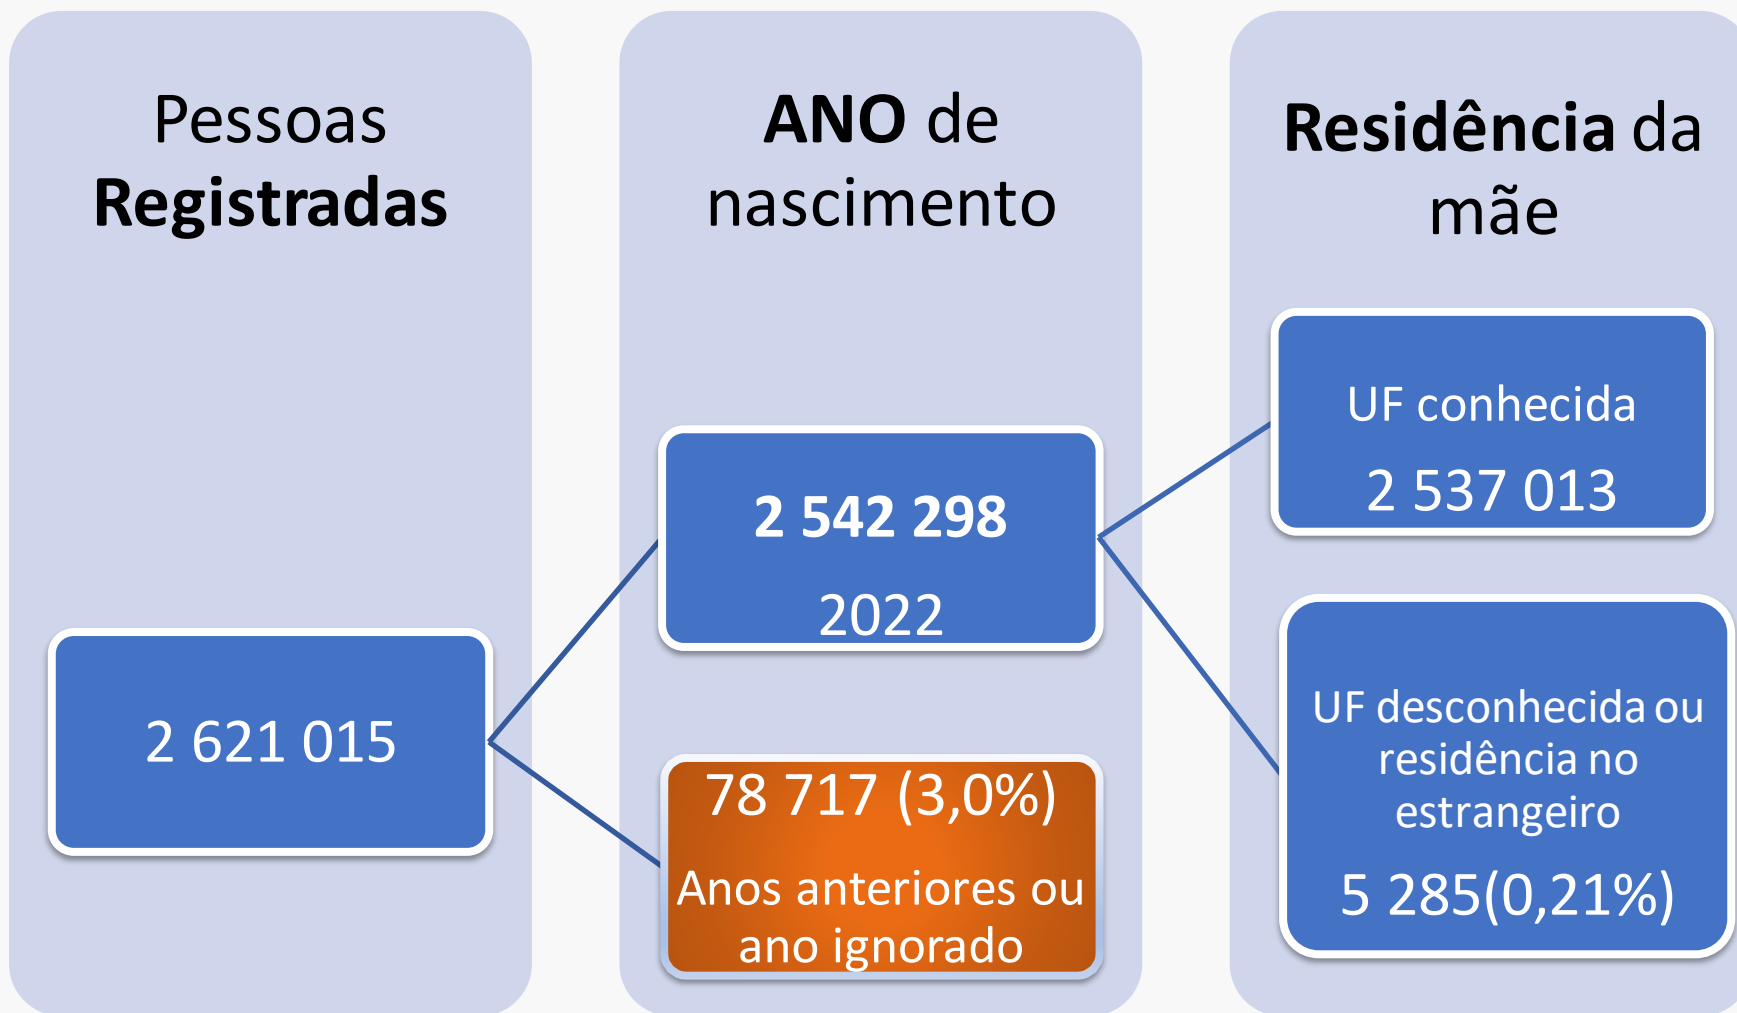 Pessoas
Registradas
2 621 015
ANO de
nascimento
2 542 298
2022
78 717 (3,0%)
Anos anteriores ou
ano ignorado
Residência da
mãe
UF conhecida
2 537 013
UF desconhecida ou
residência no
estrangeiro
5 285(0,21%)